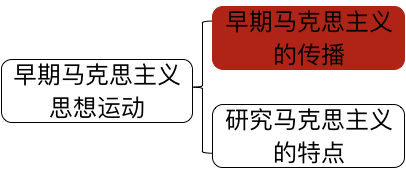 早期马克思主义
思想运动
早期马克思主义
的传播
研究马克思主义
的特点